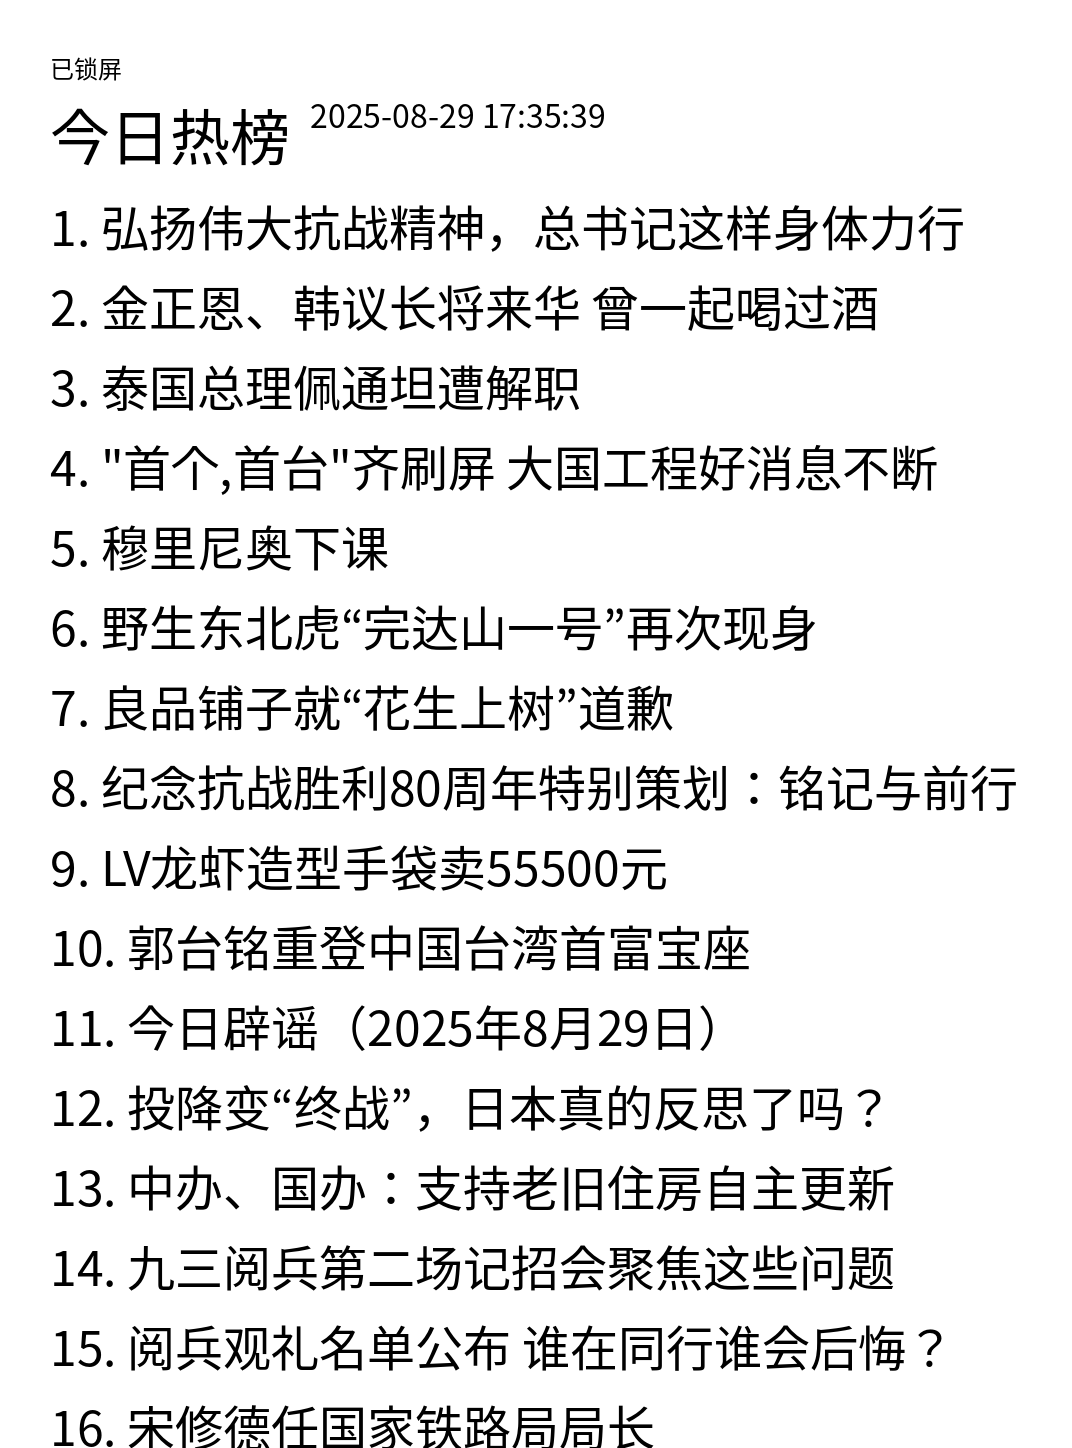 已锁屏
今日热榜 2025-08-29 17:35:39
1. 弘扬伟大抗战精神，总书记这样身体力行
2. 金正恩、韩议长将来华 曾一起喝过酒
3. 泰国总理佩通坦遭解职
4. "首个,首台"齐刷屏 大国工程好消息不断
5. 穆里尼奥下课
6. 野生东北虎“完达山一号”再次现身
7. 良品铺子就“花生上树”道歉
8. 纪念抗战胜利80周年特别策划：铭记与前行
9. LV龙虾造型手袋卖55500元
10. 郭台铭重登中国台湾首富宝座
11. 今日辟谣（2025年8月29日）
12. 投降变“终战”，日本真的反思了吗？
13. 中办、国办：支持老旧住房自主更新
14. 九三阅兵第二场记招会聚焦这些问题
15. 阅兵观礼名单公布 谁在同行谁会后悔？
16. 宋修德任国家铁路局局长